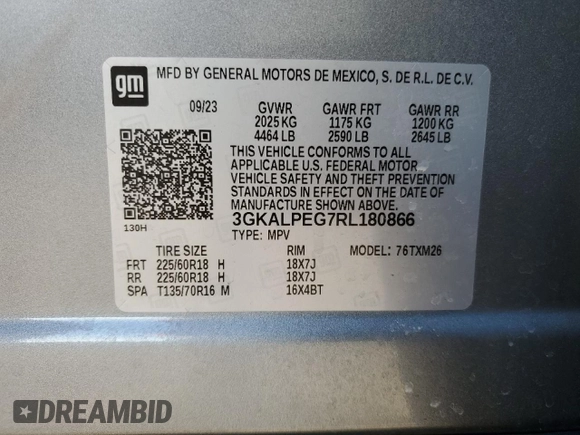 gm
MFD BY GENERAL MOTORS DE MEXICO, S. DE R.L. DE C.V.
09/23 GVWR GAWR FRT GAWR RR
2025 KG 1175 KG 1200 KG
4464 LB 2590 LB 2645 LB
THIS VEHICLE CONFORMS TO ALL
APPLICABLE U.S. FEDERAL MOTOR
VEHICLE SAFETY AND THEFT PREVENTION
STANDARDS IN EFFECT ON THE DATE OF
MANUFACTURE SHOWN ABOVE.
3GKALPEG7RL180866
130H
TYPE: MPV
TIRE SIZE RIM MODEL: 76TXM26
FRT 225/60R18 H 18X7J
RR 225/60R18 H 18X7J
SPA T135/70R16 M 16X4BT
DREAMBID